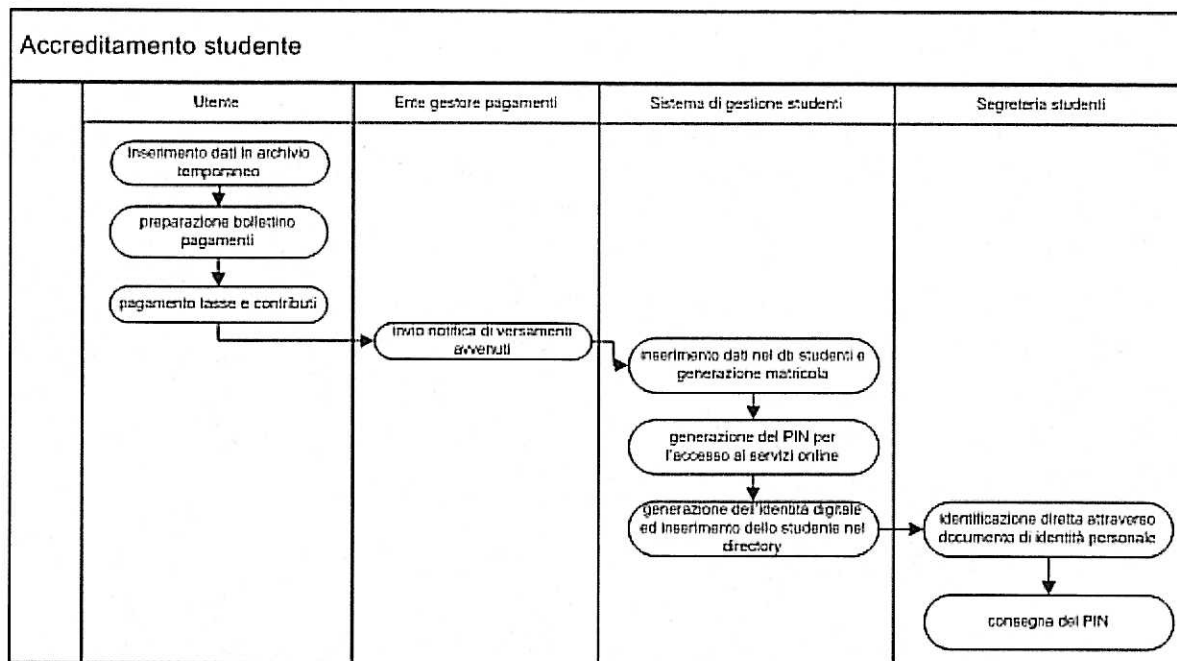 Accreditamento studente
Utente
Ente gestore pagamenti
Sistema di gestione studenti
Segreteria studenti
Inserimento dati in archivio
temporaneo
preparazione bollettino
pagamenti
pagamento tasse e contributi
invio notifica di versamenti
avvenuti
inserimento dati nel db studenti e
generazione matricola
generazione del PIN per
l'accesso ai servizi online
generazione dell'identità digitale
ed inserimento dello studente nel
directory
identificazione diretta attraverso
documento di identità personale
consegna del PIN